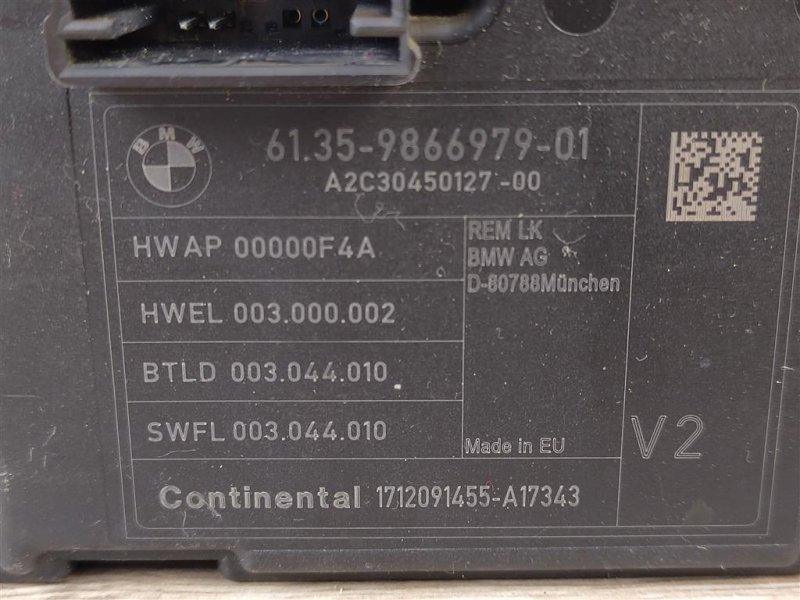 BMW
61.35-9866979-01
A2C30450127-00
HWAP 00000F4A
REM LK
BMW AG
D-80788München
HWEL 003.000.002
BTLD 003.044.010
SWFL 003.044.010
Made in EU
V2
Continental 1712091455-A17343